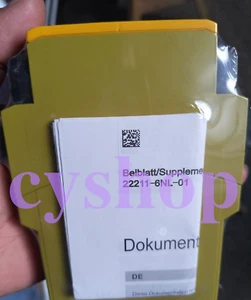 Beiblatt/Suppleme
22211-6NL-01
cyshop
Dokument
DE